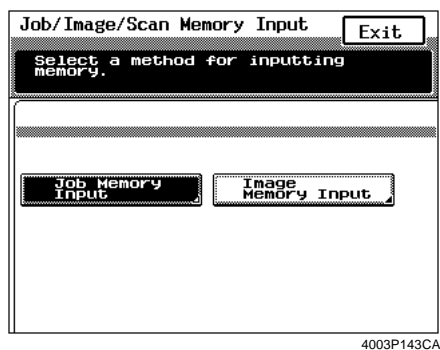 Job/Image/Scan Memory Input
Exit
Select a method for inputting
memory.
Job Memory
Input
Image
Memory Input
4003P143CA